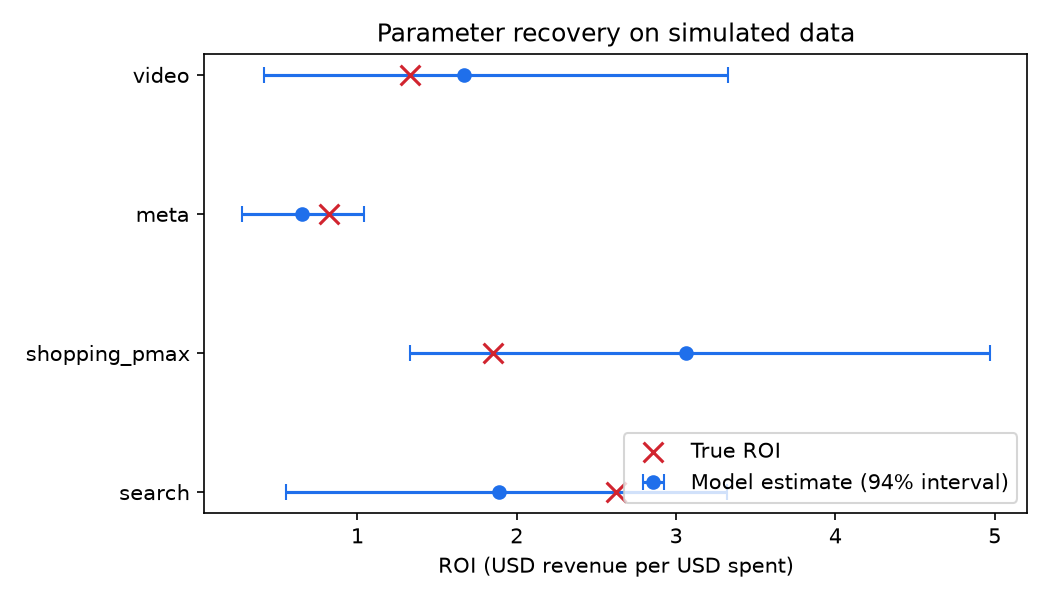 Parameter recovery on simulated data
video
meta
shopping_pmax
search
True ROI
Model estimate (94% interval)
1 2 3 4 5
ROI (USD revenue per USD spent)